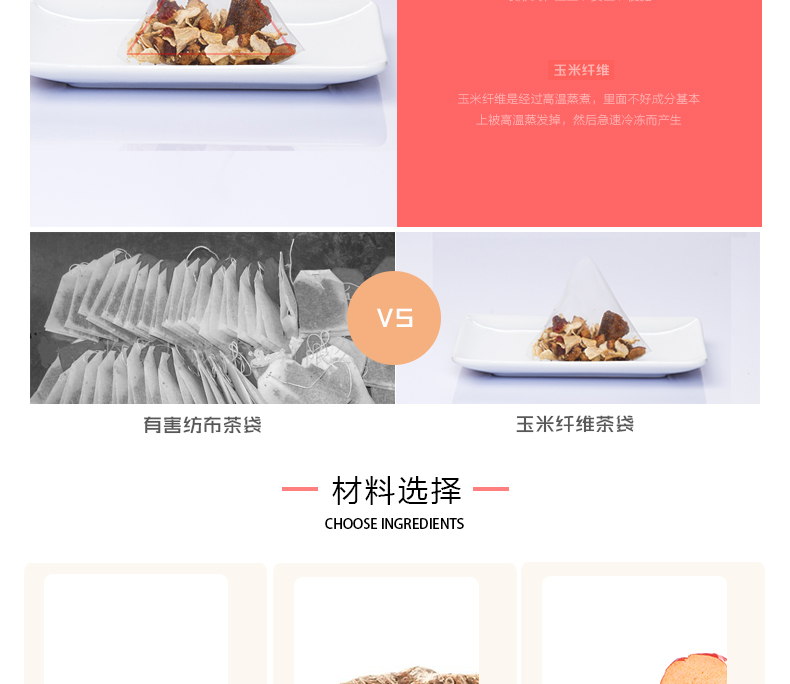 玉米纤维
玉米纤维是经过高温蒸煮，里面不好成分基本
上被高温蒸发掉，然后急速冷冻而产生
VS
有害纺布茶袋
玉米纤维茶袋
材料选择
CHOOSE INGREDIENTS